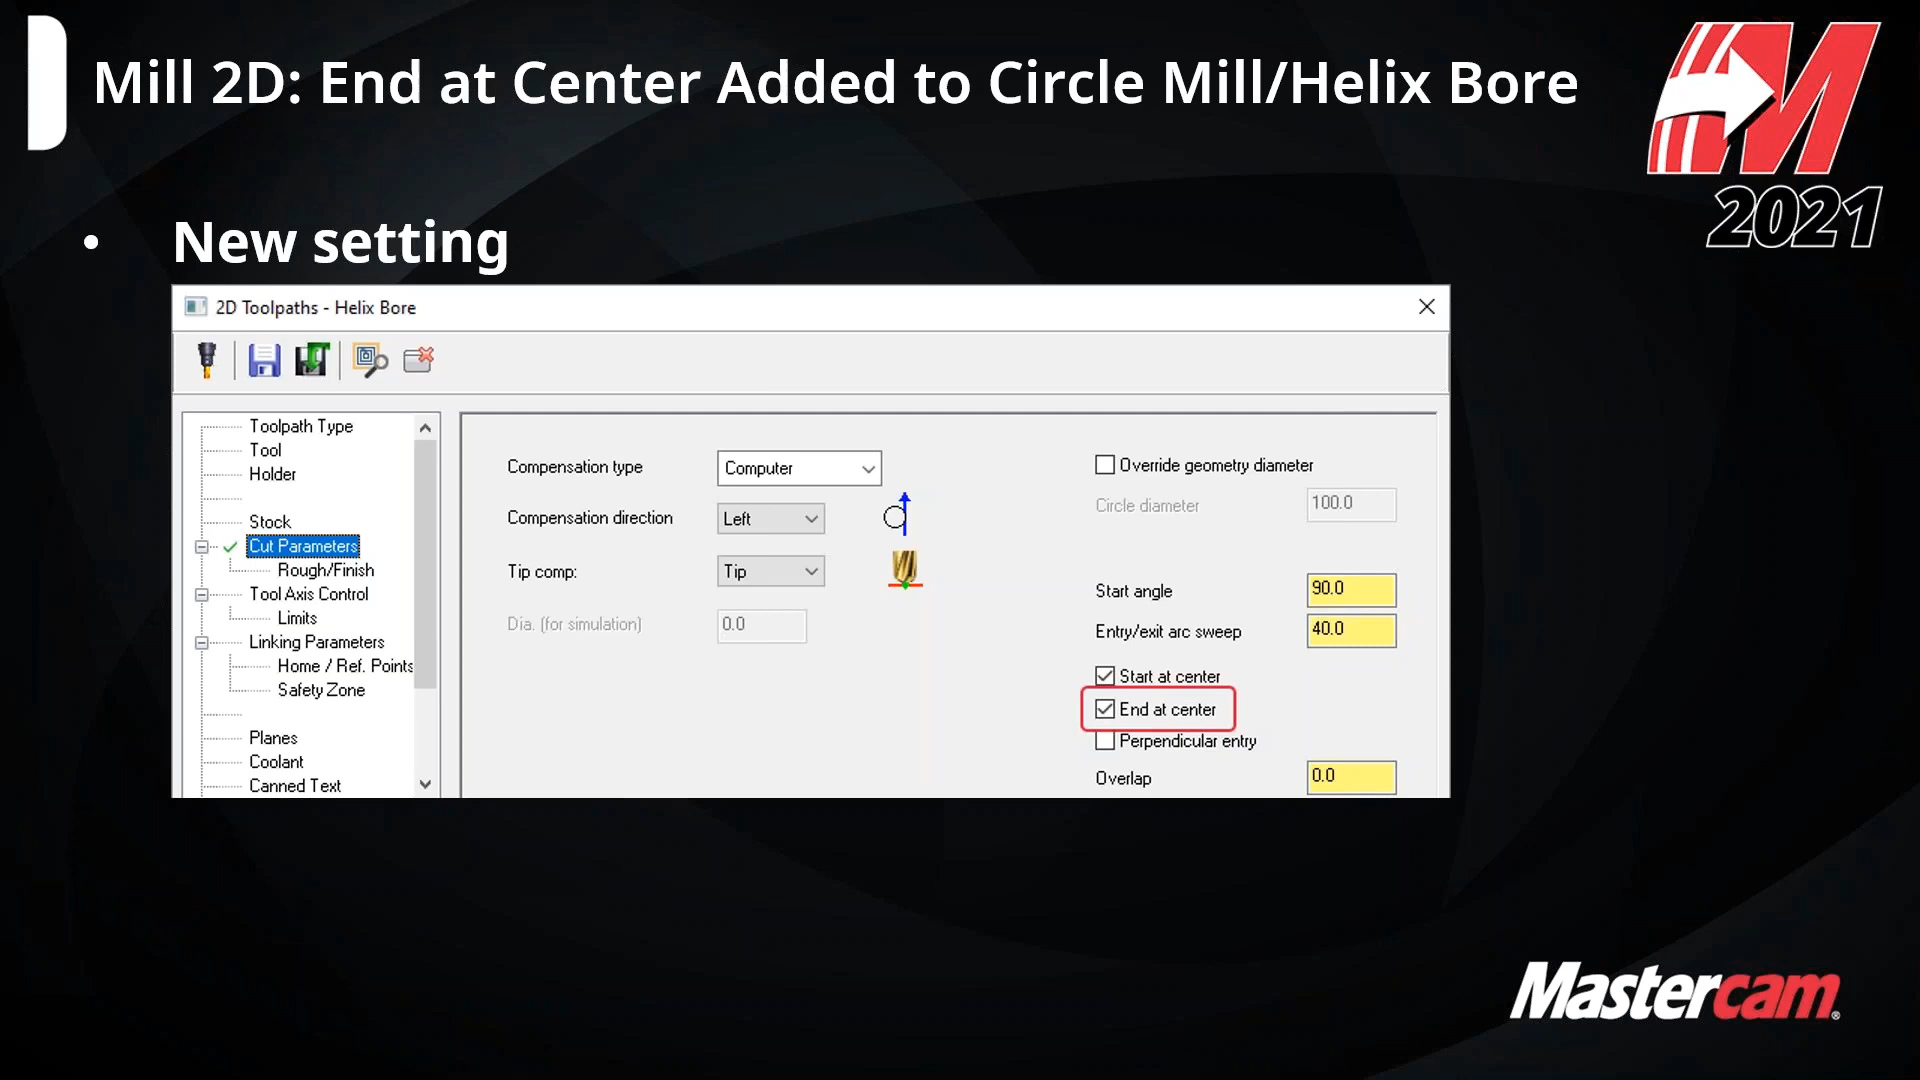 Mill 2D: End at Center Added to Circle Mill/Helix Bore
M
2021
• New setting
2D Toolpaths - Helix Bore
Toolpath Type
Tool
Holder
Stock
Cut Parameters
Rough/Finish
Tool Axis Control
Limits
Linking Parameters
Home / Ref. Points
Safety Zone
Planes
Coolant
Canned Text
Compensation type
Computer
Compensation direction
Left
Tip comp:
Tip
Dia. (for simulation)
0.0
Override geometry diameter
Circle diameter
100.0
Start angle
90.0
Entry/exit arc sweep
40.0
Start at center
End at center
Perpendicular entry
Overlap
0.0
Mastercam®